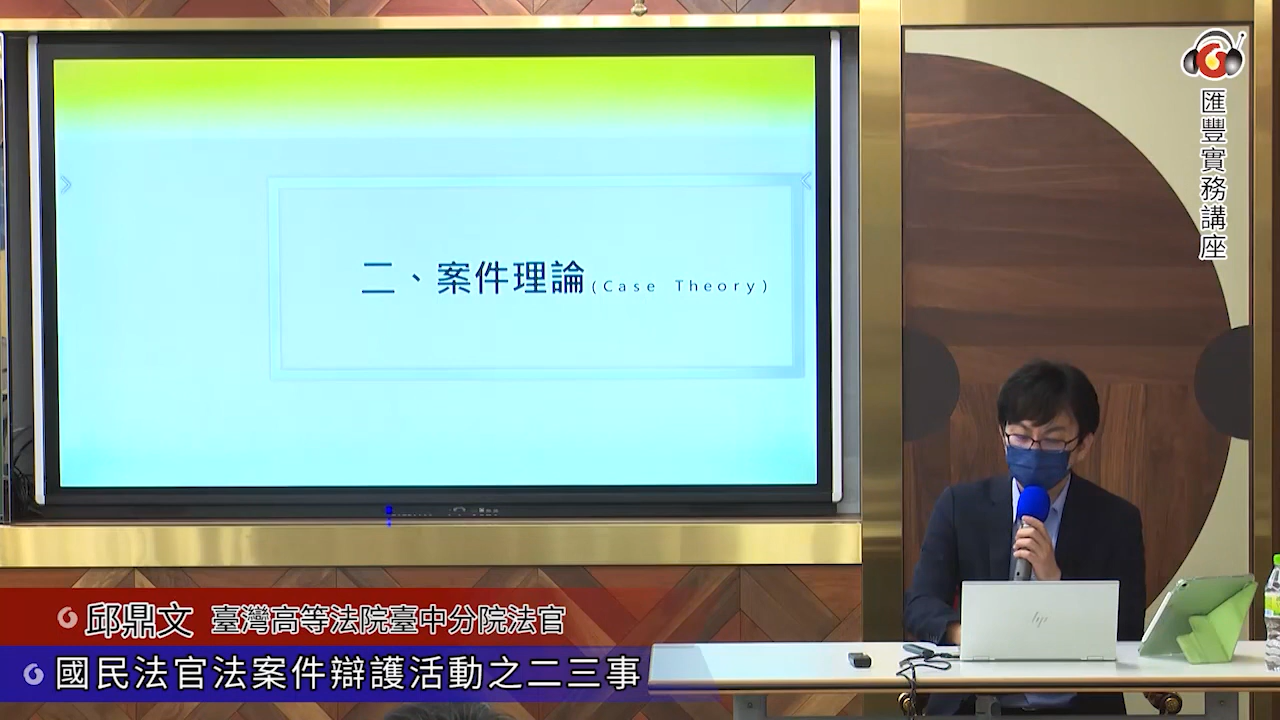 二、案件理論(Case Theory)
匯豐實務講座
hp
邱鼎文 臺灣高等法院臺中分院法官
國民法官法案件辯護活動之二三事